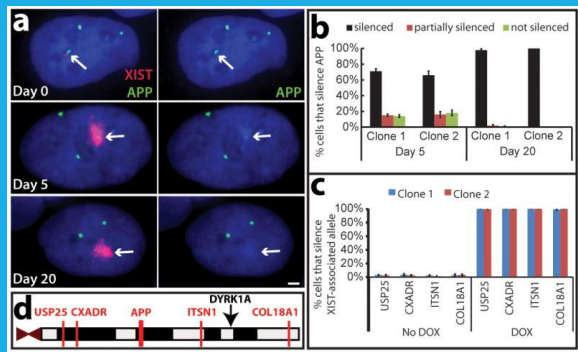 a
XIST
APP
APP
Day 0
Day 5
Day 20
b
silenced
partially silenced
not silenced
% cells that silence APP
100%
80%
60%
40%
20%
0%
Clone 1
Clone 2
Clone 1
Clone 2
Day 5
Day 20
c
Clone 1
Clone 2
% cells that silence
XIST-associated allele
100%
80%
60%
40%
20%
0%
USP25
CXADR
ITSN1
COL18A1
USP25
CXADR
ITSN1
COL18A1
No DOX
DOX
d
DYRK1A
USP25
CXADR
APP
ITSN1
COL18A1